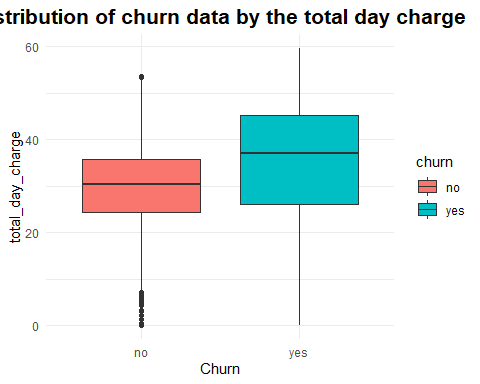 stribution of churn data by the total day charge
60
40
20
0
total_day_charge
no
yes
Churn
churn
no
yes